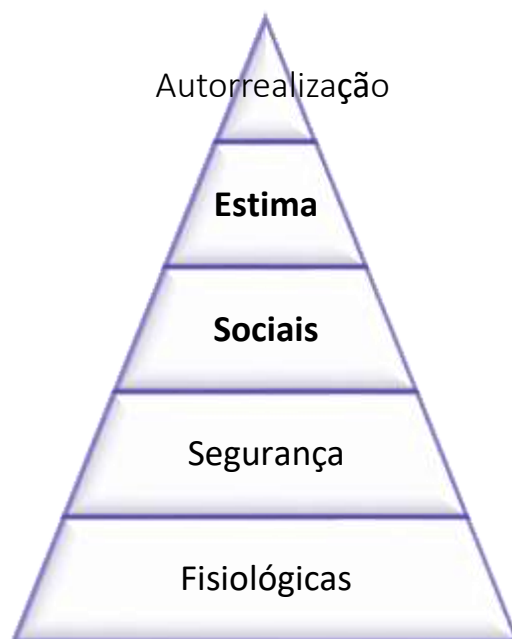 Autorrealização
Estima
Sociais
Segurança
Fisiológicas